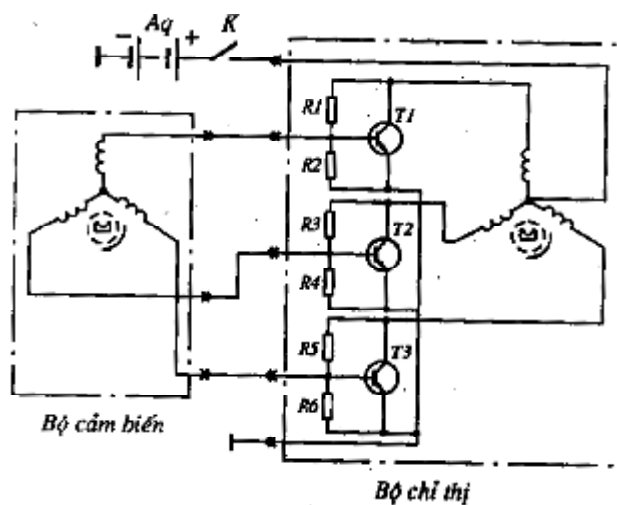 − Aq + K
R1
T1
R2
R3
T2
R4
R5
T3
R6
Bộ cảm biến
Bộ chỉ thị